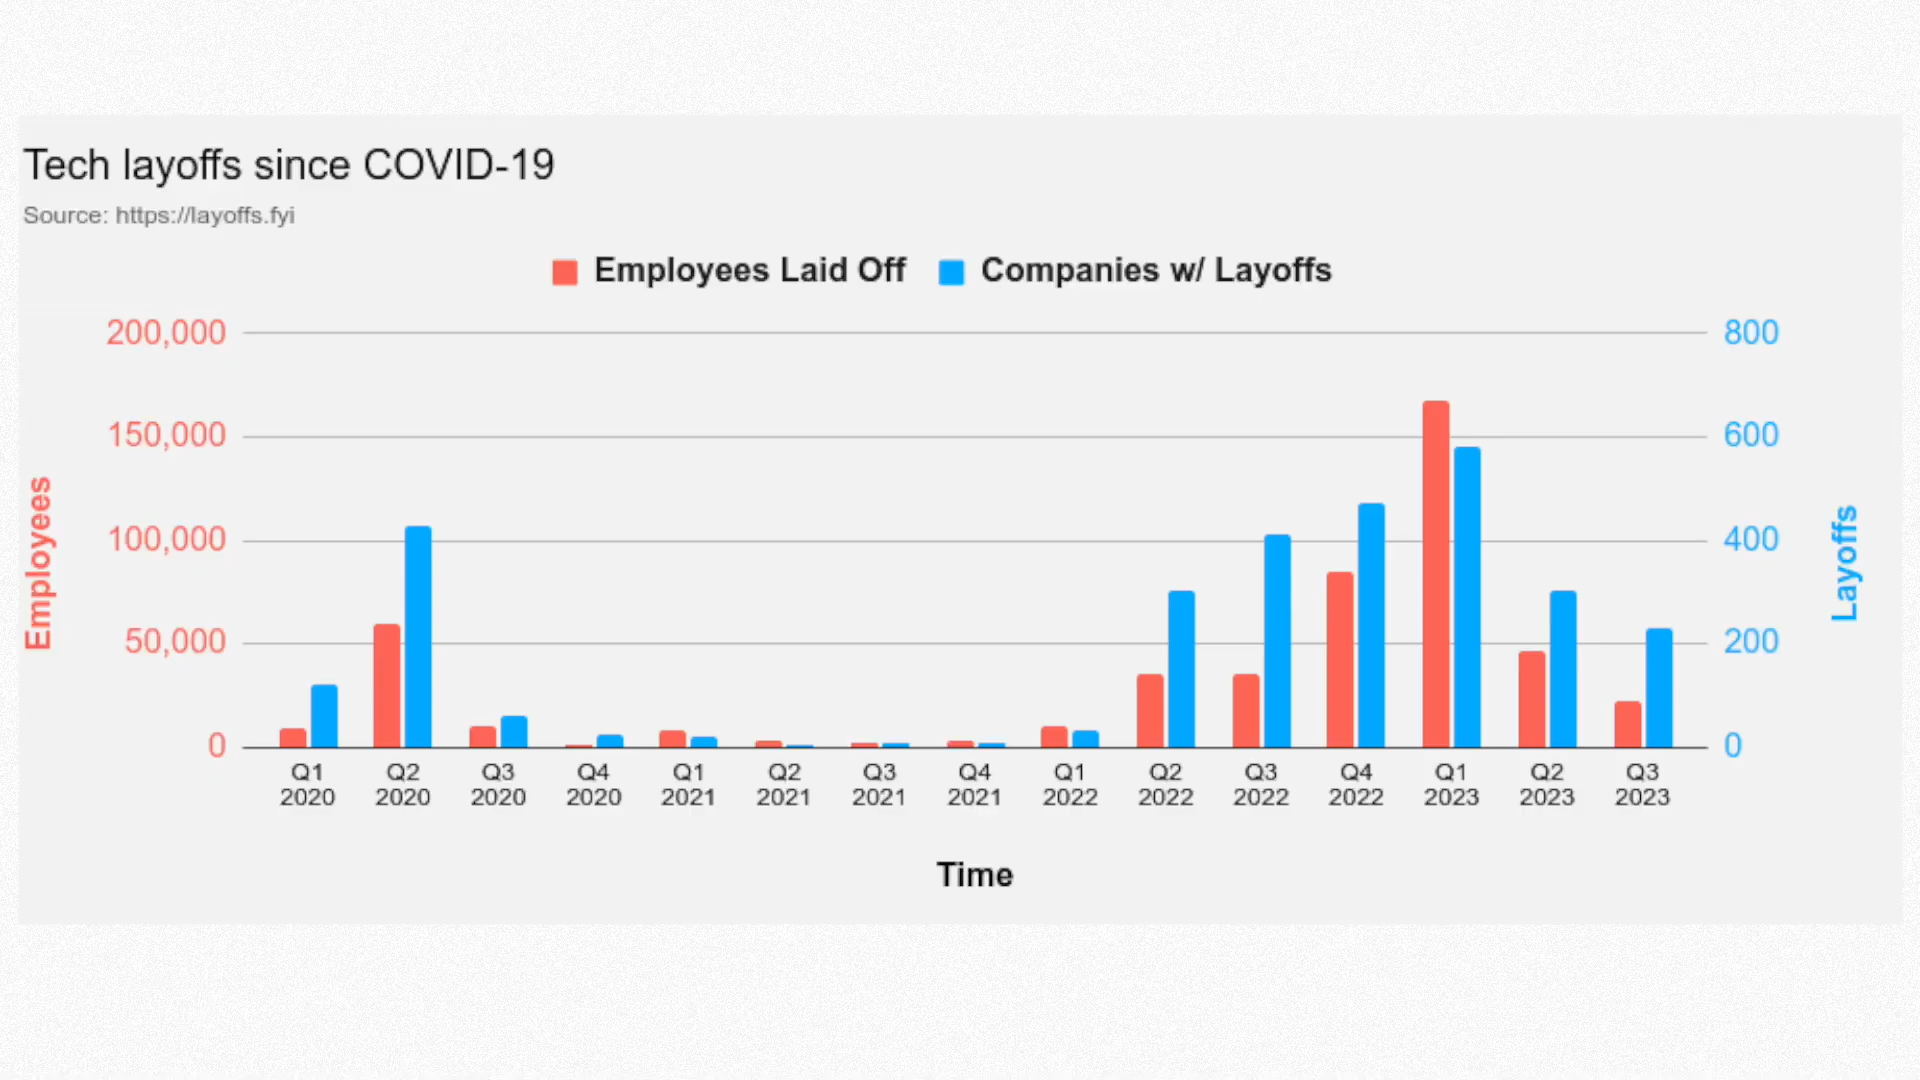 Tech layoffs since COVID-19
Source: https://layoffs.fyi
Employees Laid Off Companies w/ Layoffs
200,000 800
150,000 600
100,000 400
50,000 200
0 0
Employees
Layoffs
Q1 Q2 Q3 Q4 Q1 Q2 Q3 Q4 Q1 Q2 Q3 Q4 Q1 Q2 Q3
2020 2020 2020 2020 2021 2021 2021 2021 2022 2022 2022 2022 2023 2023 2023
Time